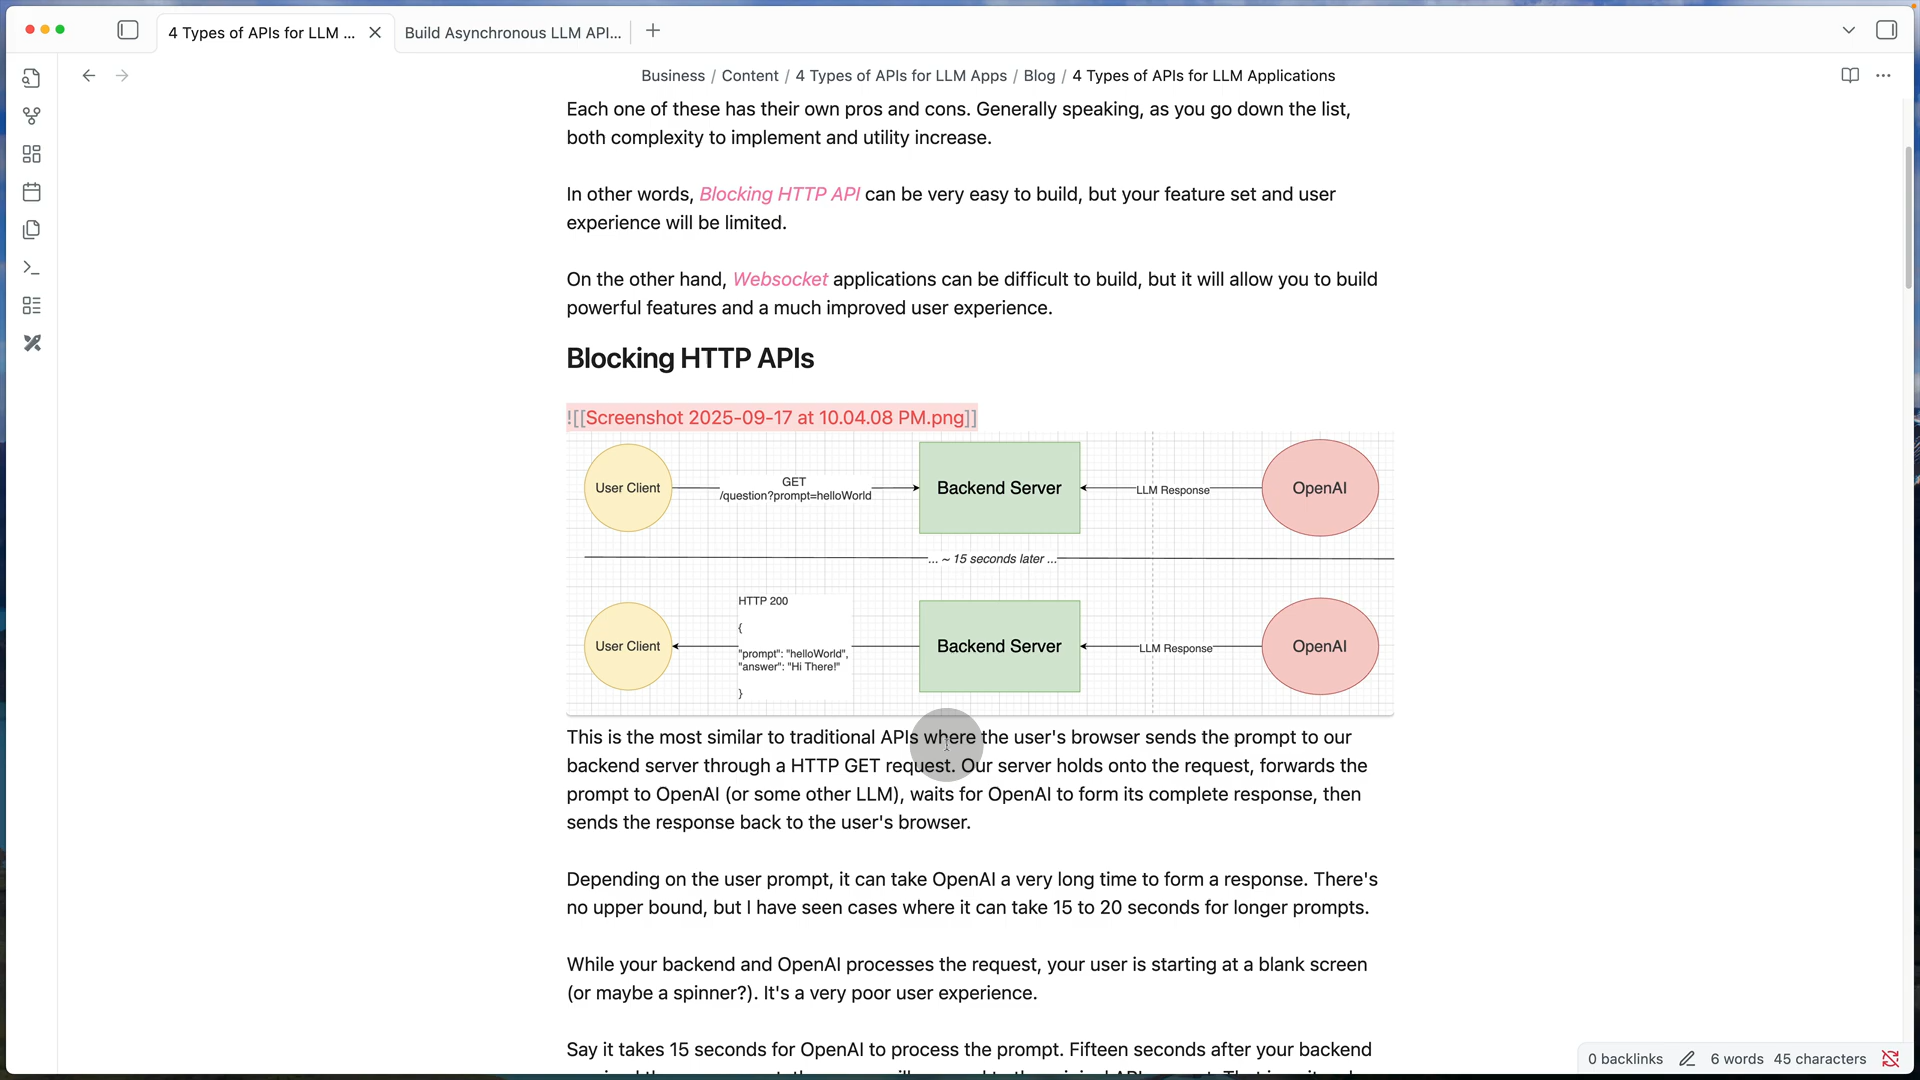 4 Types of APIs for LLM ...
Build Asynchronous LLM API...
Business / Content / 4 Types of APIs for LLM Apps / Blog / 4 Types of APIs for LLM Applications
Each one of these has their own pros and cons. Generally speaking, as you go down the list,
both complexity to implement and utility increase.
In other words, Blocking HTTP API can be very easy to build, but your feature set and user
experience will be limited.
On the other hand, Websocket applications can be difficult to build, but it will allow you to build
powerful features and a much improved user experience.
Blocking HTTP APIs
![[Screenshot 2025-09-17 at 10.04.08 PM.png]]
User Client
GET
/question?prompt=helloWorld
Backend Server
LLM Response
OpenAI
... ~ 15 seconds later ...
HTTP 200
{
"prompt": "helloWorld",
"answer": "Hi There!"
}
User Client
Backend Server
LLM Response
OpenAI
This is the most similar to traditional APIs where the user's browser sends the prompt to our
backend server through a HTTP GET request. Our server holds onto the request, forwards the
prompt to OpenAI (or some other LLM), waits for OpenAI to form its complete response, then
sends the response back to the user's browser.
Depending on the user prompt, it can take OpenAI a very long time to form a response. There's
no upper bound, but I have seen cases where it can take 15 to 20 seconds for longer prompts.
While your backend and OpenAI processes the request, your user is starting at a blank screen
(or maybe a spinner?). It's a very poor user experience.
Say it takes 15 seconds for OpenAI to process the prompt. Fifteen seconds after your backend
0 backlinks
6 words
45 characters